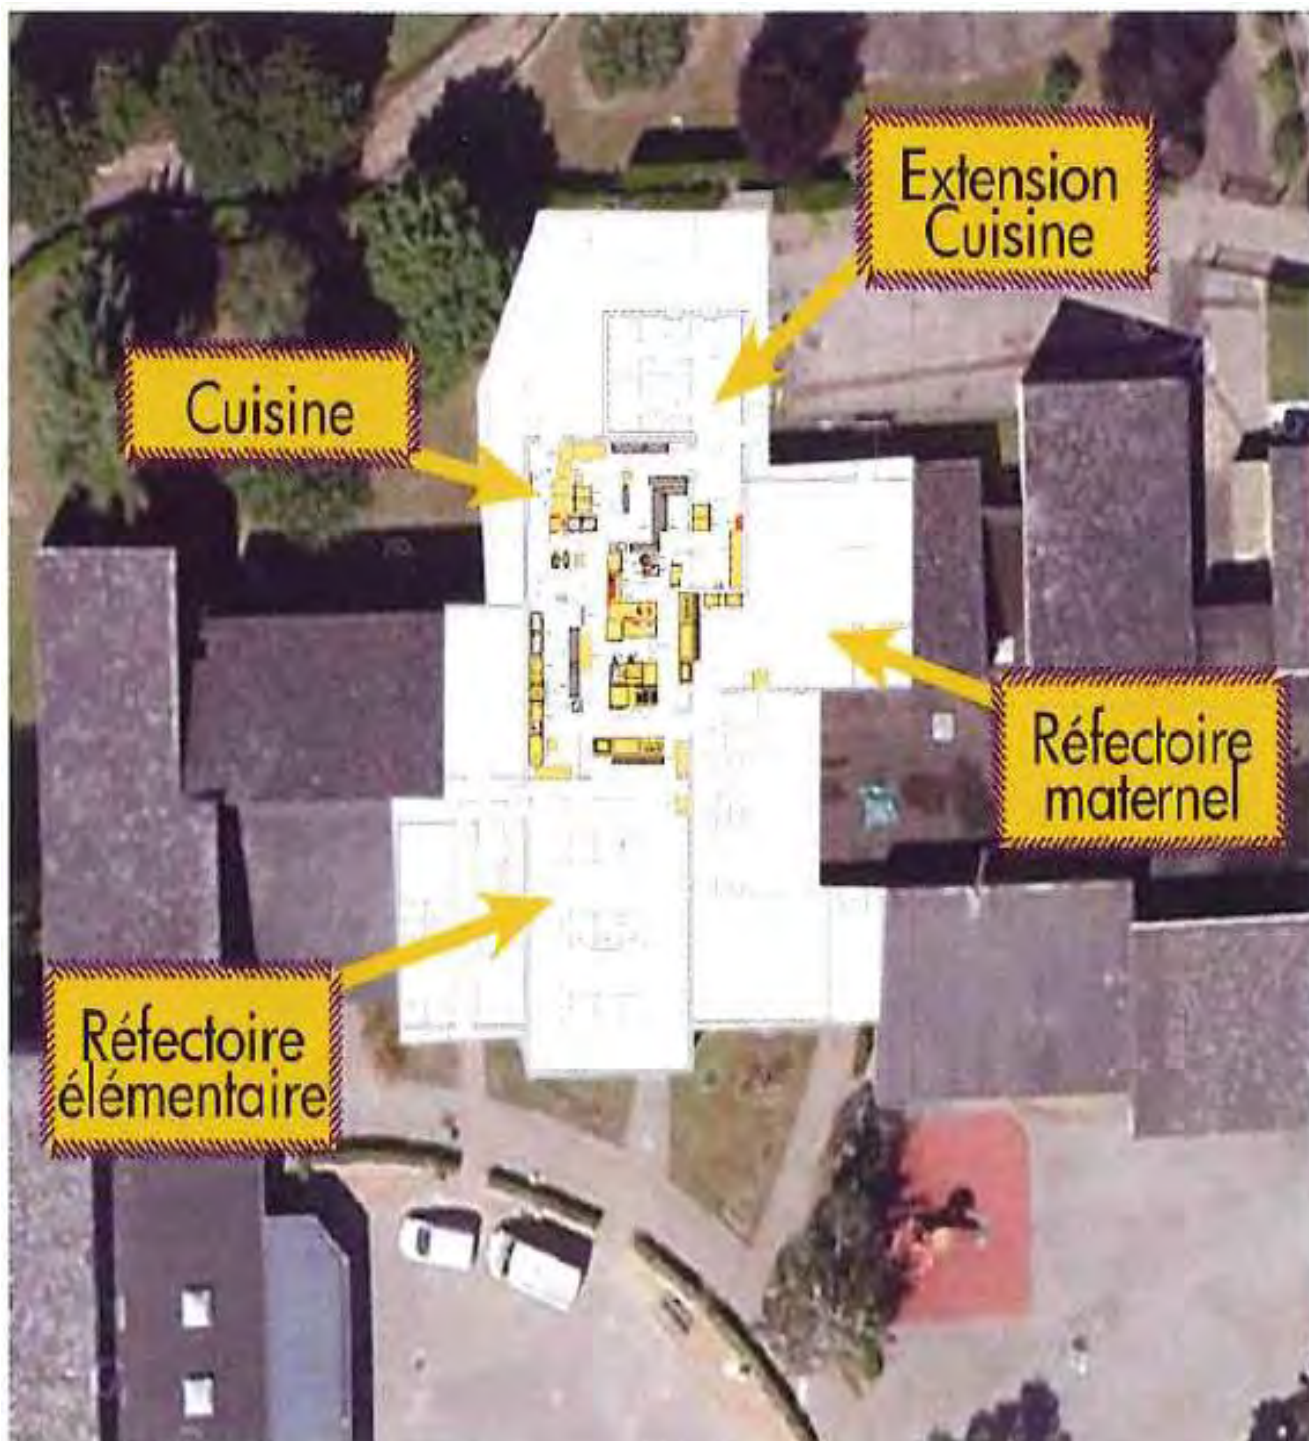 Extension
Cuisine
Cuisine
Réfectoire
maternel
Réfectoire
élémentaire